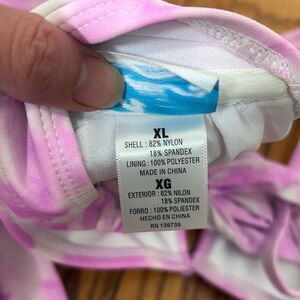 XL
SHELL : 82% NYLON
18% SPANDEX
LINING : 100% POLYESTER
MADE IN CHINA
XG
EXTERIOR : 82% NILON
18% SPANDEX
FORRO : 100% POLYESTER
HECHO EN CHINA
RN 136739